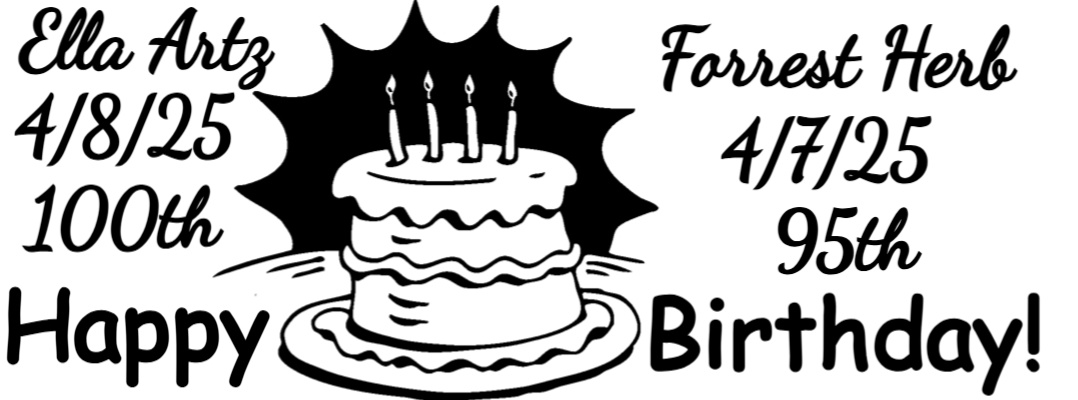 Ella Artz
4/8/25
100th
Forrest Herb
4/7/25
95th
Happy Birthday!